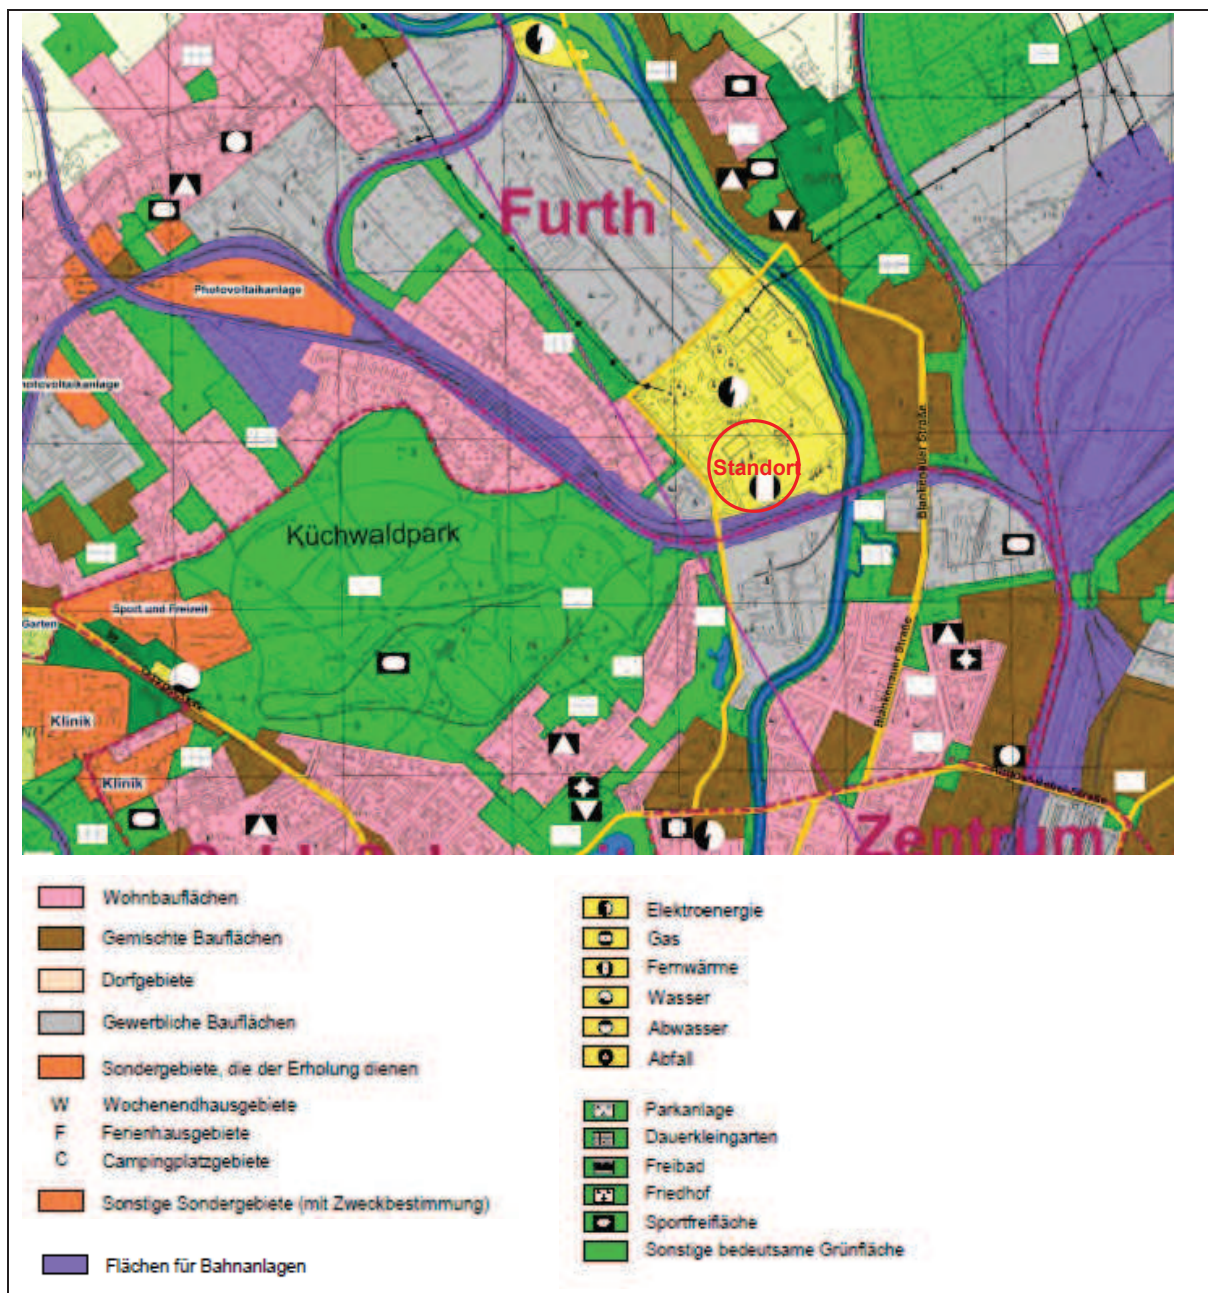 Furth
Photovoltaikanlage
hotovoltaikanlage
Standort
Blankenauer Straße
Küchwaldpark
Sport und Freizeit
Garten
Blankenauer Straße
Klinik
Klinik
Zentrum
Wohnbauflächen
Gemischte Bauflächen
Dorfgebiete
Gewerbliche Bauflächen
Sondergebiete, die der Erholung dienen
W Wochenendhausgebiete
F Ferienhausgebiete
C Campingplatzgebiete
Sonstige Sondergebiete (mit Zweckbestimmung)
Flächen für Bahnanlagen
Elektroenergie
Gas
Fernwärme
Wasser
Abwasser
Abfall
Parkanlage
Dauerkleingarten
Freibad
Friedhof
Sportfreifläche
Sonstige bedeutsame Grünfläche